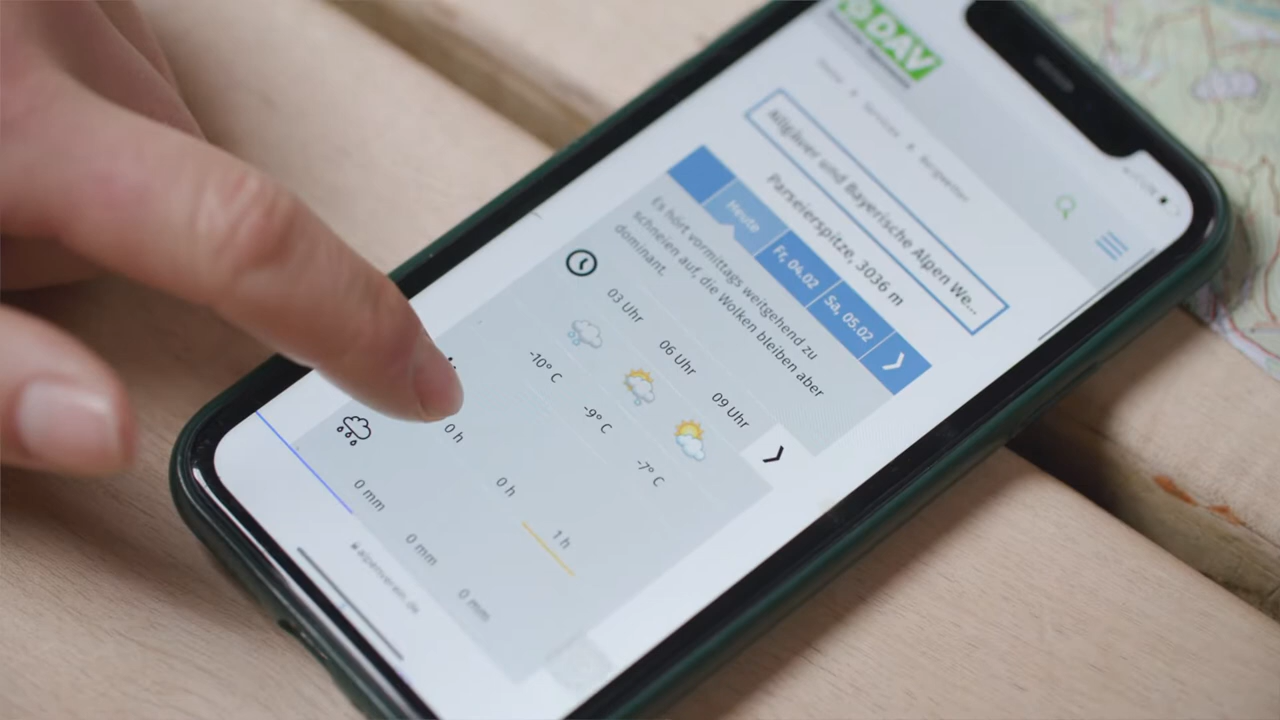 DAV
Allgäuer und Bayerische Alpen We...
Parseierspitze, 3036 m
Heute
Fr, 04.02
Sa, 05.02
Es hört vormittags weitgehend zu
schneien auf, die Wolken bleiben aber
dominant.
03 Uhr
06 Uhr
09 Uhr
-10° C
-9° C
-7° C
0 h
0 h
1 h
0 mm
0 mm
0 mm
alpenverein.de